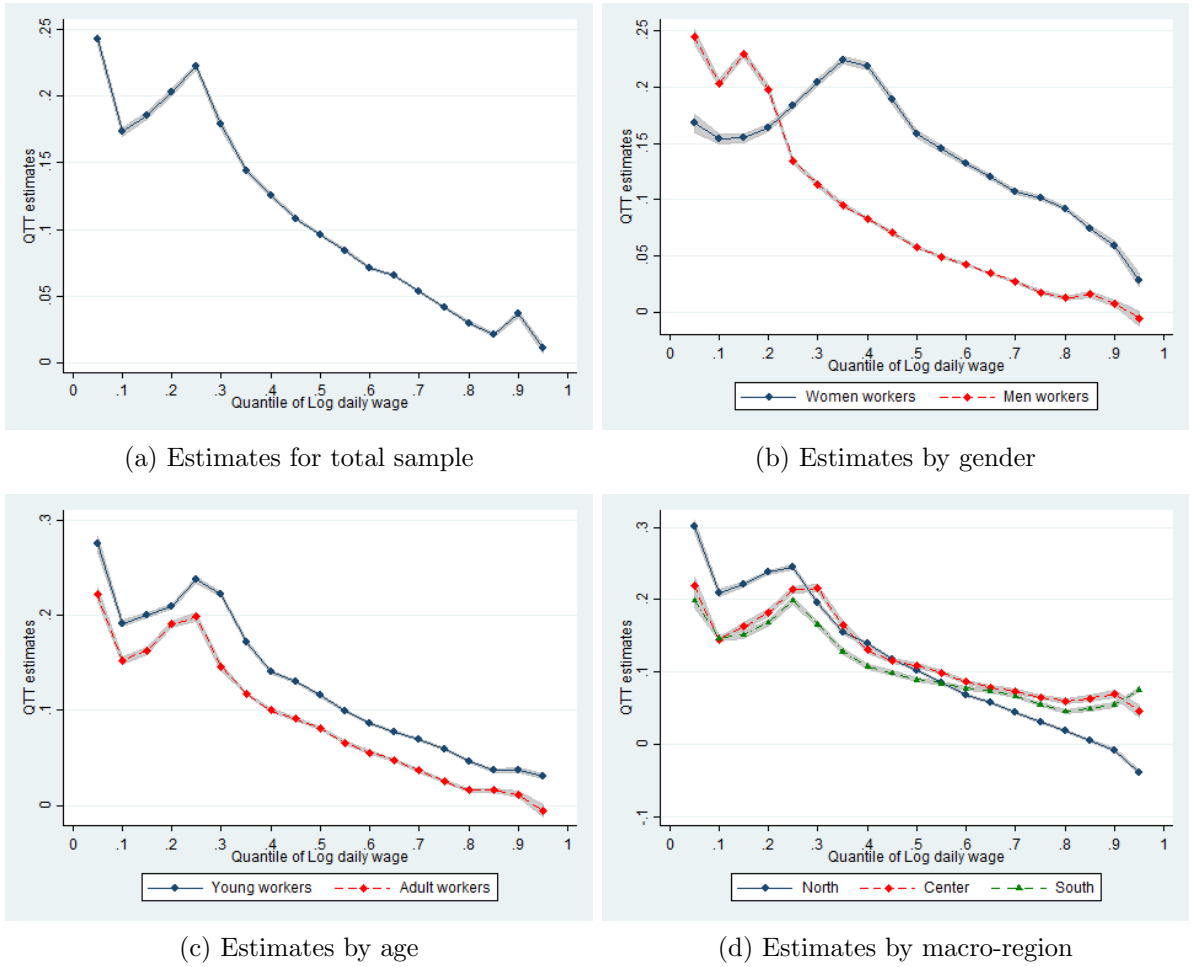 QTT estimates
.25
.2
.15
.1
.05
0
0 .1 .2 .3 .4 .5 .6 .7 .8 .9 1
Quantile of Log daily wage
(a) Estimates for total sample
QTT estimates
.25
.2
.15
.1
.05
0
0 .1 .2 .3 .4 .5 .6 .7 .8 .9 1
Quantile of Log daily wage
Women workers Men workers
(b) Estimates by gender
QTT estimates
.3
.2
.1
0
0 .1 .2 .3 .4 .5 .6 .7 .8 .9 1
Quantile of Log daily wage
Young workers Adult workers
(c) Estimates by age
QTT estimates
.3
.2
.1
0
-.1
0 .1 .2 .3 .4 .5 .6 .7 .8 .9 1
Quantile of Log daily wage
North Center South
(d) Estimates by macro-region